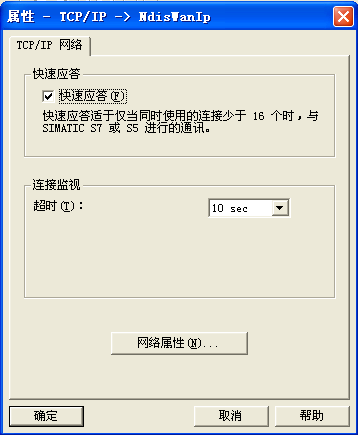 属性 - TCP/IP -> NdisWanIp
TCP/IP 网络
快速应答
快速应答(F)
快速应答适于仅当同时使用的连接少于 16 个时，与
SIMATIC S7 或 S5 进行的通讯。
连接监视
超时(T)：
10 sec
网络属性(N)...
确定
取消
帮助